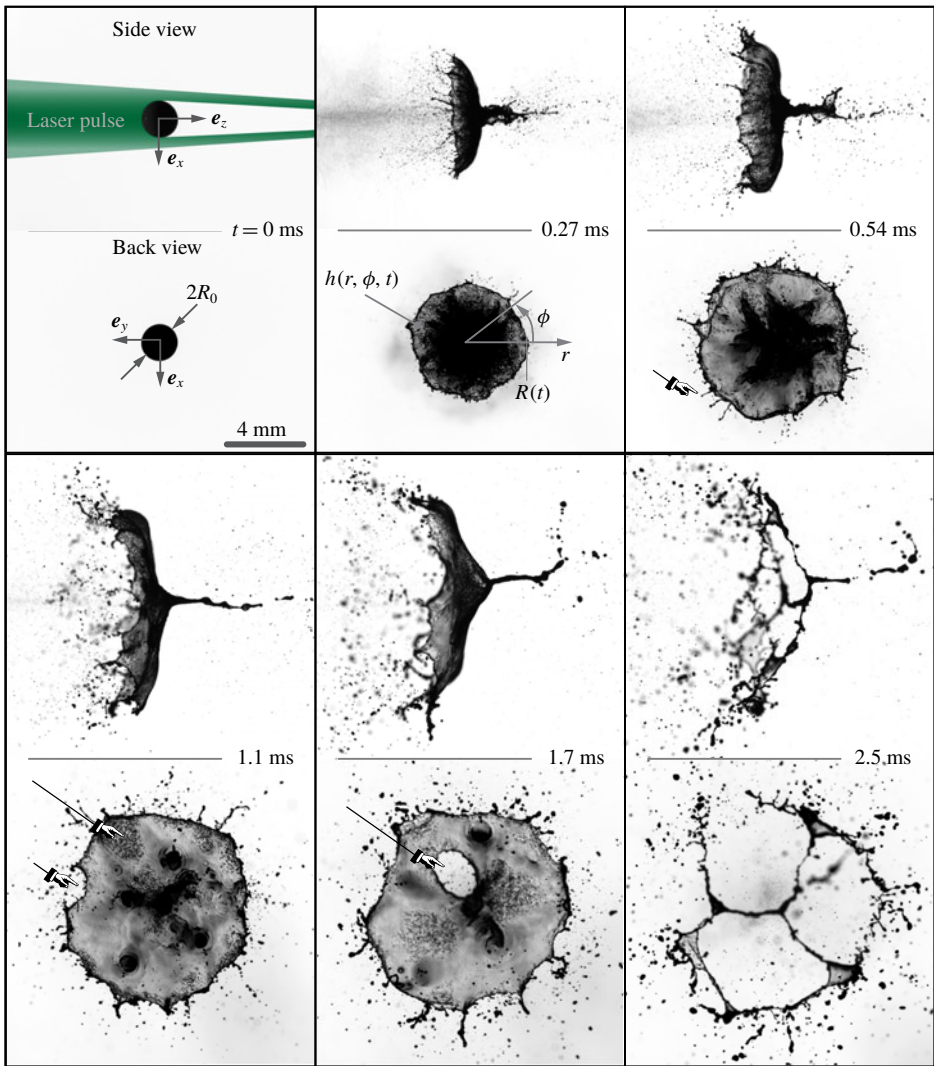 Side view
Laser pulse
e_z
e_x
t = 0 ms
Back view
2R_0
e_y
e_x
4 mm
0.27 ms
h(r, ϕ, t)
ϕ
r
R(t)
0.54 ms
1.1 ms
1.7 ms
2.5 ms